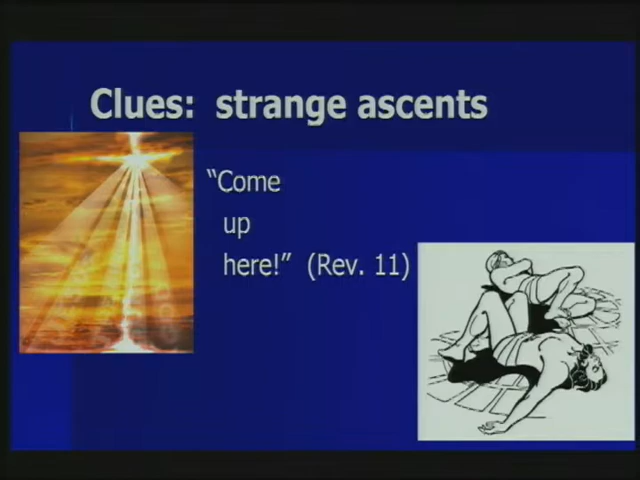 Clues:  strange ascents
“Come
up
here!”  (Rev. 11)